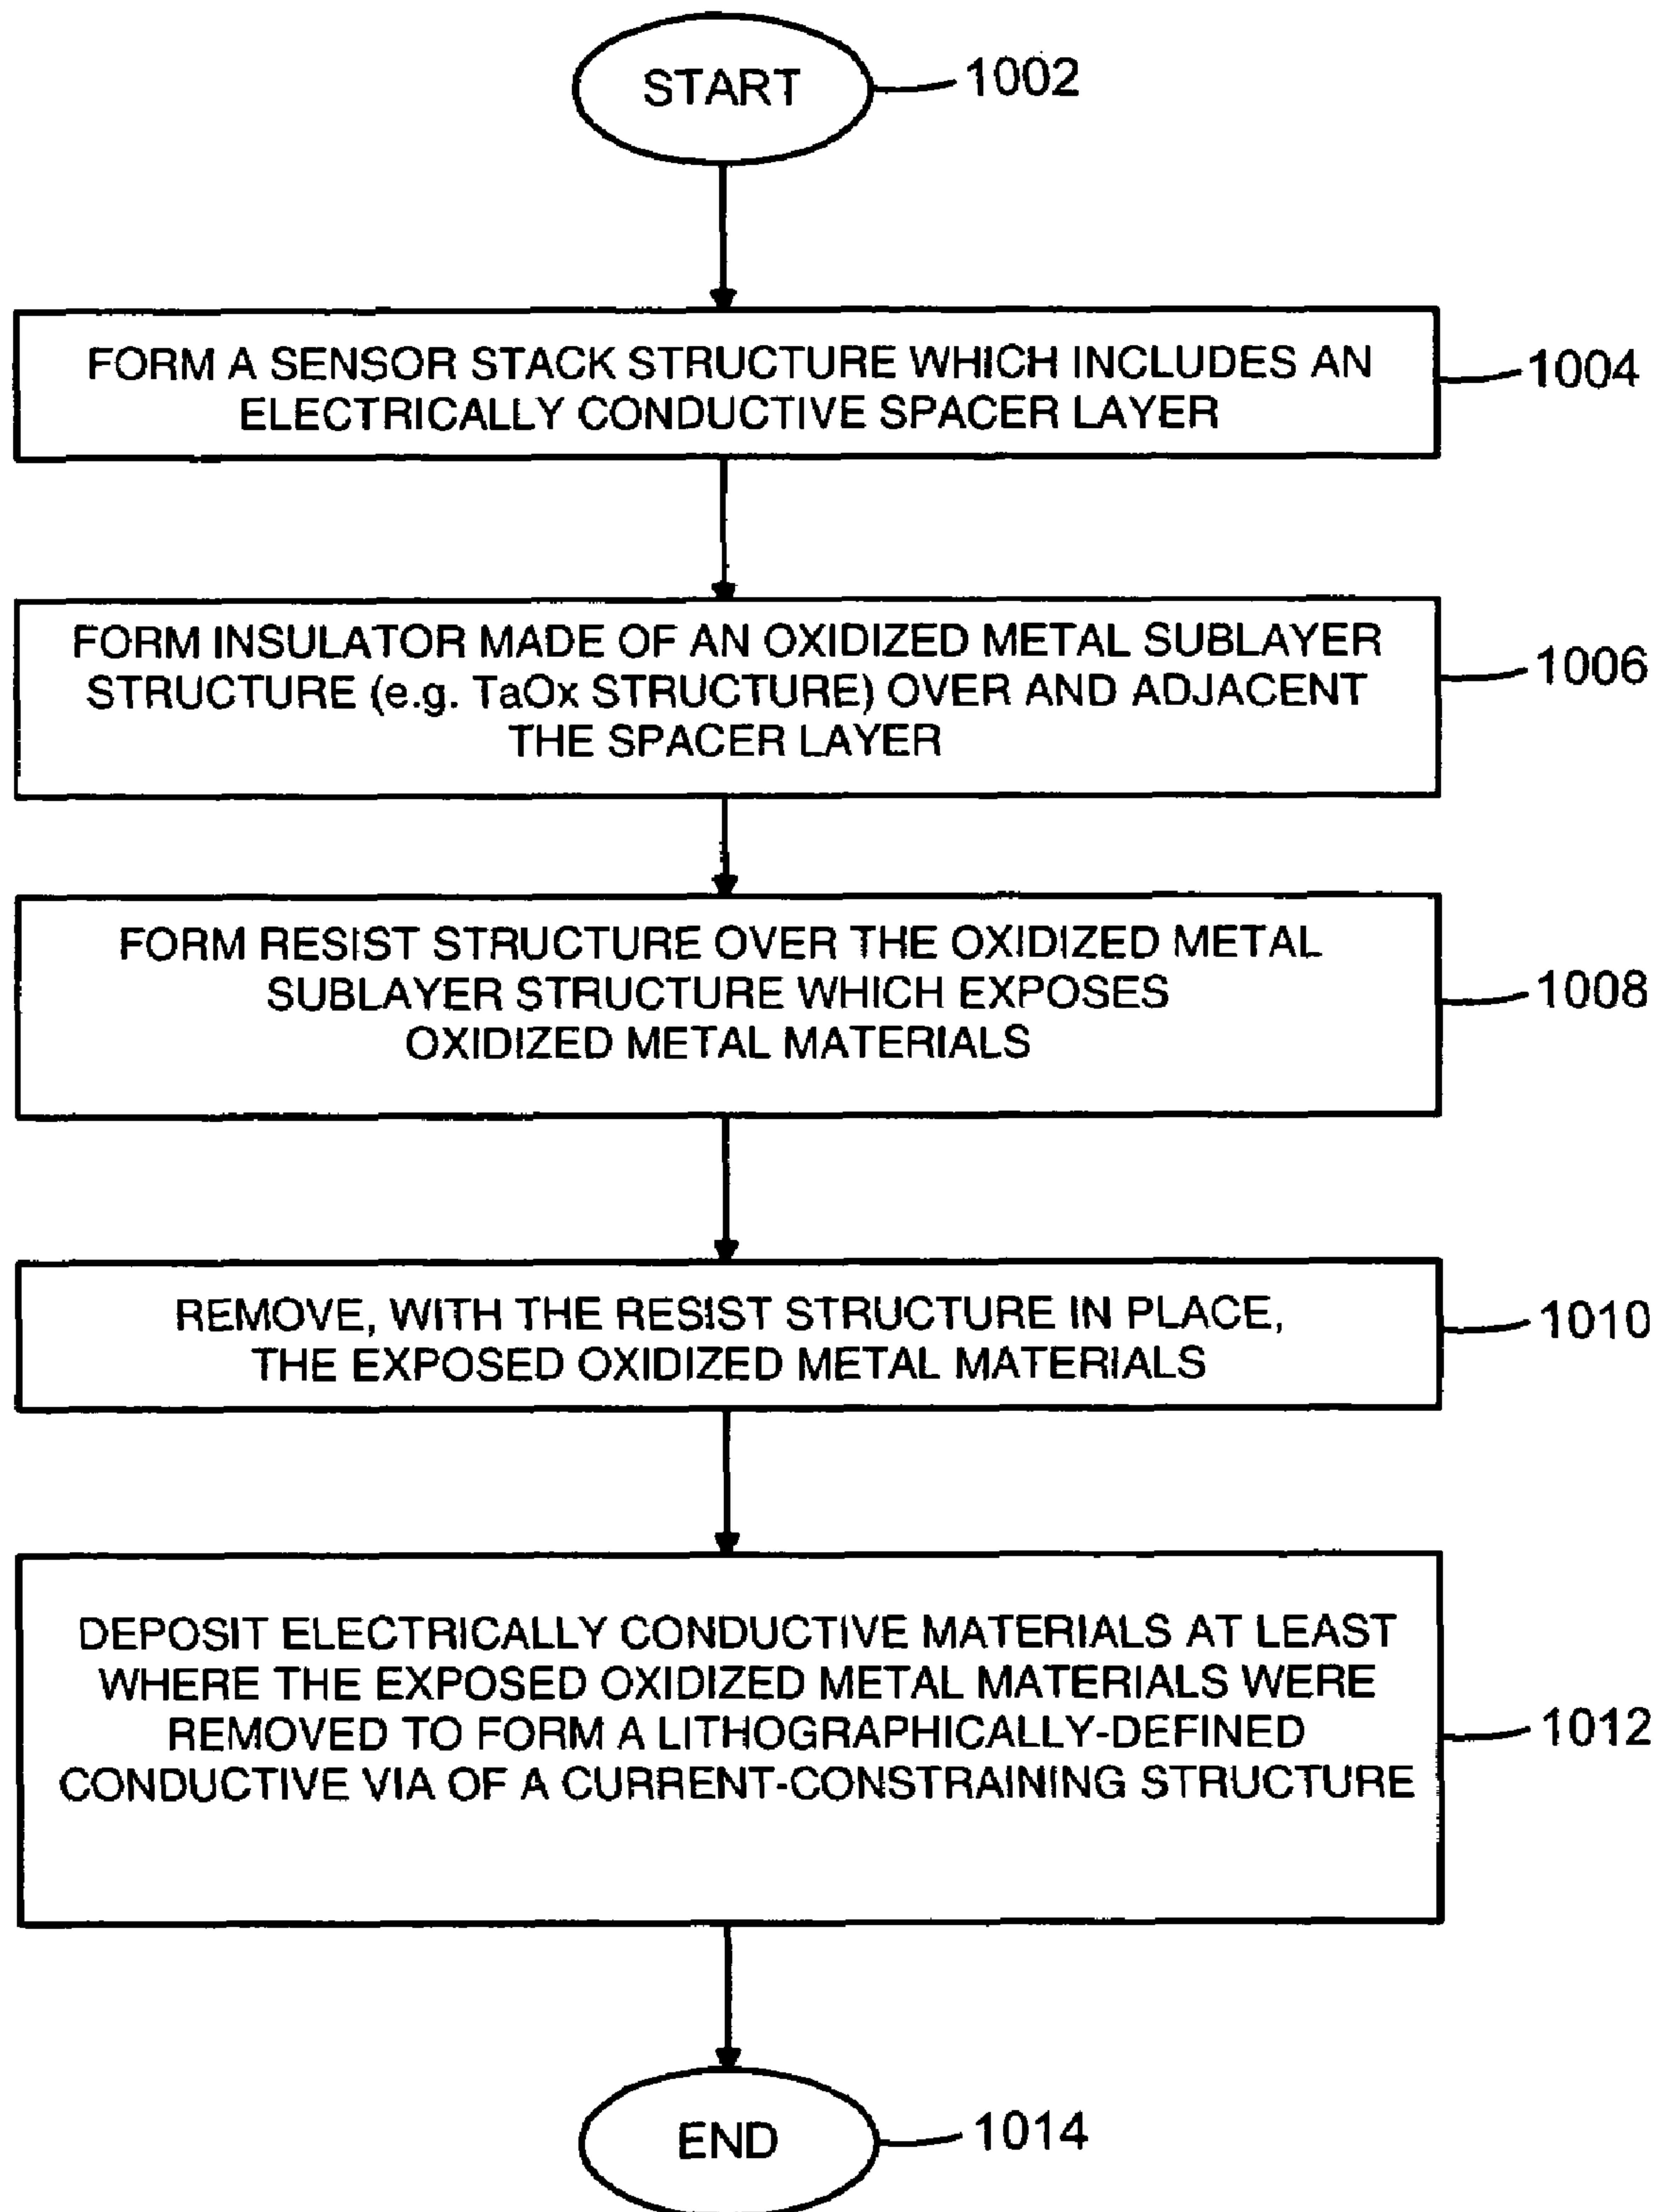 START
1002
FORM A SENSOR STACK STRUCTURE WHICH INCLUDES AN
ELECTRICALLY CONDUCTIVE SPACER LAYER
1004
FORM INSULATOR MADE OF AN OXIDIZED METAL SUBLAYER
STRUCTURE (e.g. TaOx STRUCTURE) OVER AND ADJACENT
THE SPACER LAYER
1006
FORM RESIST STRUCTURE OVER THE OXIDIZED METAL
SUBLAYER STRUCTURE WHICH EXPOSES
OXIDIZED METAL MATERIALS
1008
REMOVE, WITH THE RESIST STRUCTURE IN PLACE,
THE EXPOSED OXIDIZED METAL MATERIALS
1010
DEPOSIT ELECTRICALLY CONDUCTIVE MATERIALS AT LEAST
WHERE THE EXPOSED OXIDIZED METAL MATERIALS WERE
REMOVED TO FORM A LITHOGRAPHICALLY-DEFINED
CONDUCTIVE VIA OF A CURRENT-CONSTRAINING STRUCTURE
1012
END
1014